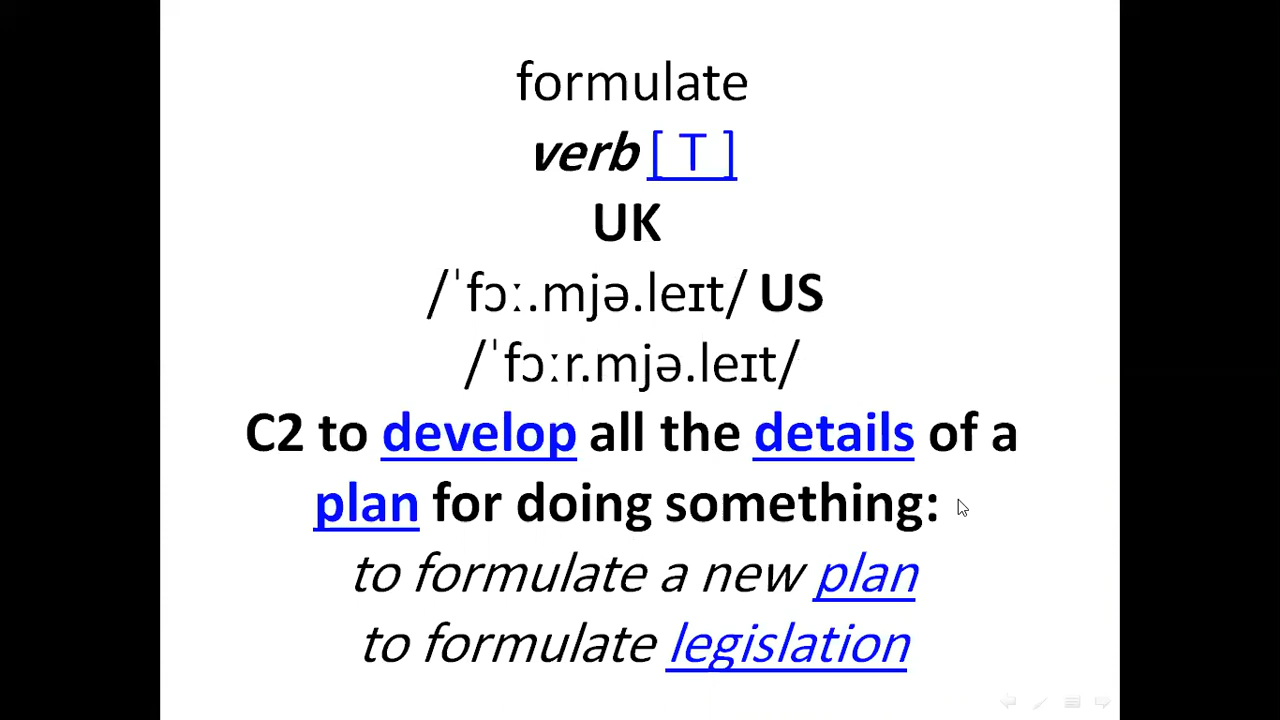 formulate
verb [ T ]
UK
/ˈfɔː.mjə.leɪt/ US
/ˈfɔːr.mjə.leɪt/
C2 to develop all the details of a
plan for doing something:
to formulate a new plan
to formulate legislation